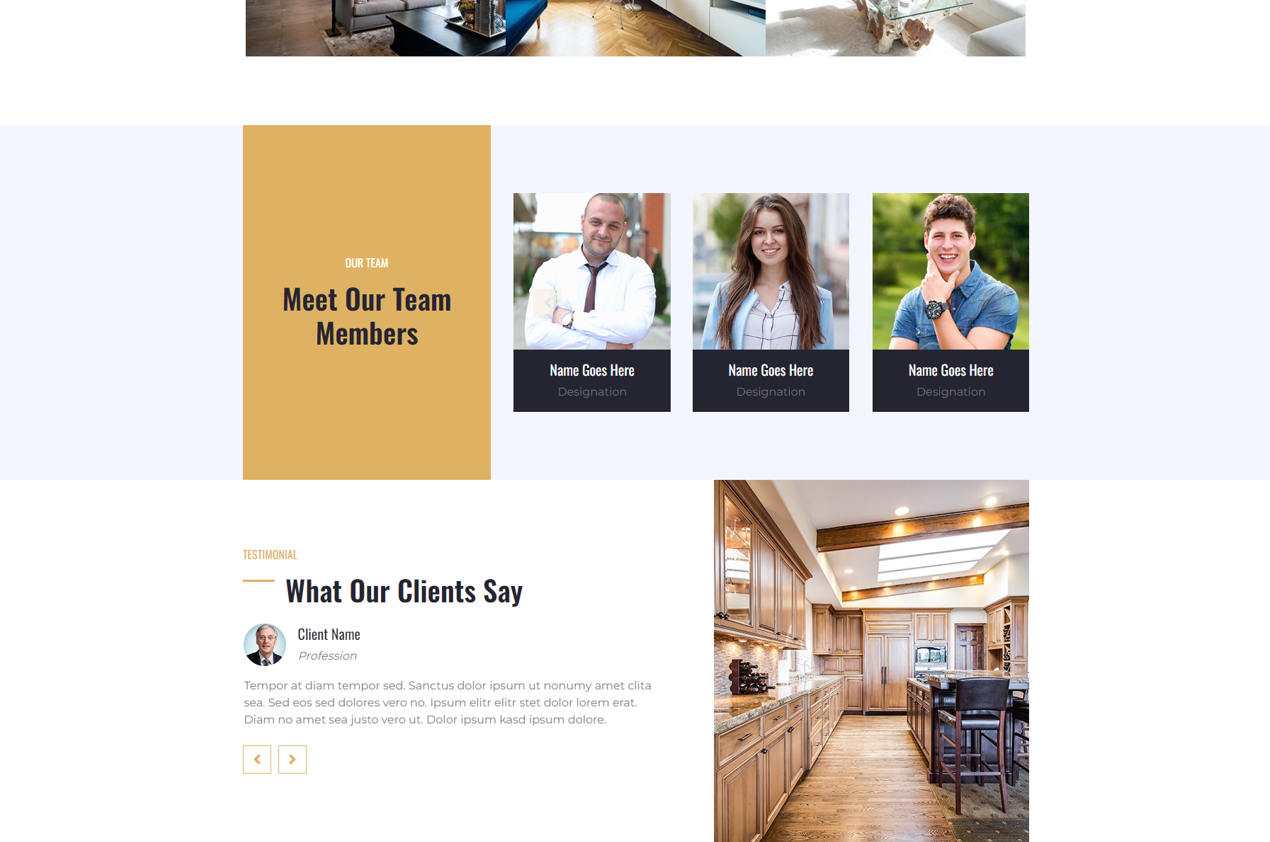 OUR TEAM
Meet Our Team
Members
Name Goes Here
Designation
Name Goes Here
Designation
Name Goes Here
Designation
TESTIMONIAL
What Our Clients Say
Client Name
Profession
Tempor at diam tempor sed. Sanctus dolor ipsum ut nonumy amet clita
sea. Sed eos sed dolores vero no. Ipsum elitr elitr stet dolor lorem erat.
Diam no amet sea justo vero ut. Dolor ipsum kasd ipsum dolore.